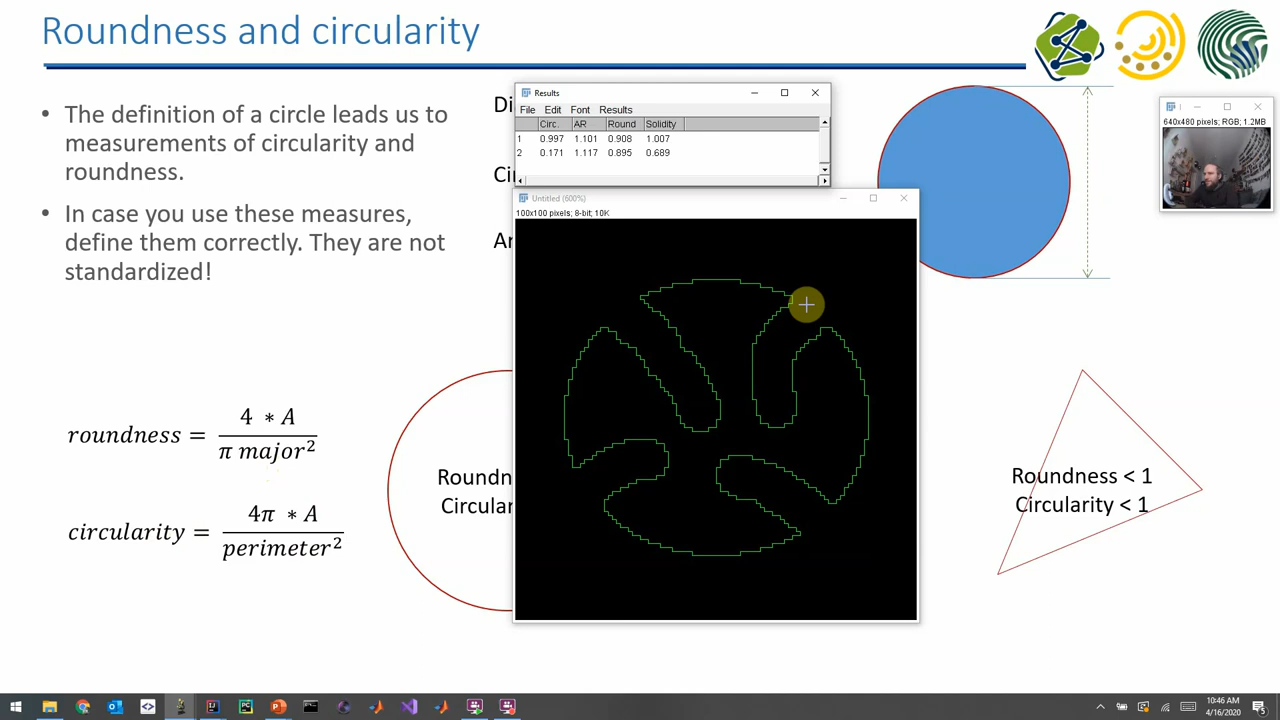 Roundness and circularity
• The definition of a circle leads us to
measurements of circularity and
roundness.
• In case you use these measures,
define them correctly. They are not
standardized!
roundness = 4 ∗ A / π major²
circularity = 4π ∗ A / perimeter²
Di
Ci
Ar
Results
File Edit Font Results
Circ. AR Round Solidity
1 0.997 1.101 0.908 1.007
2 0.171 1.117 0.895 0.689
Untitled (600%)
100x100 pixels; 8-bit; 10K
640x480 pixels; RGB; 1.2MB
Roundn
Circular
Roundness < 1
Circularity < 1
10:46 AM
4/16/2020